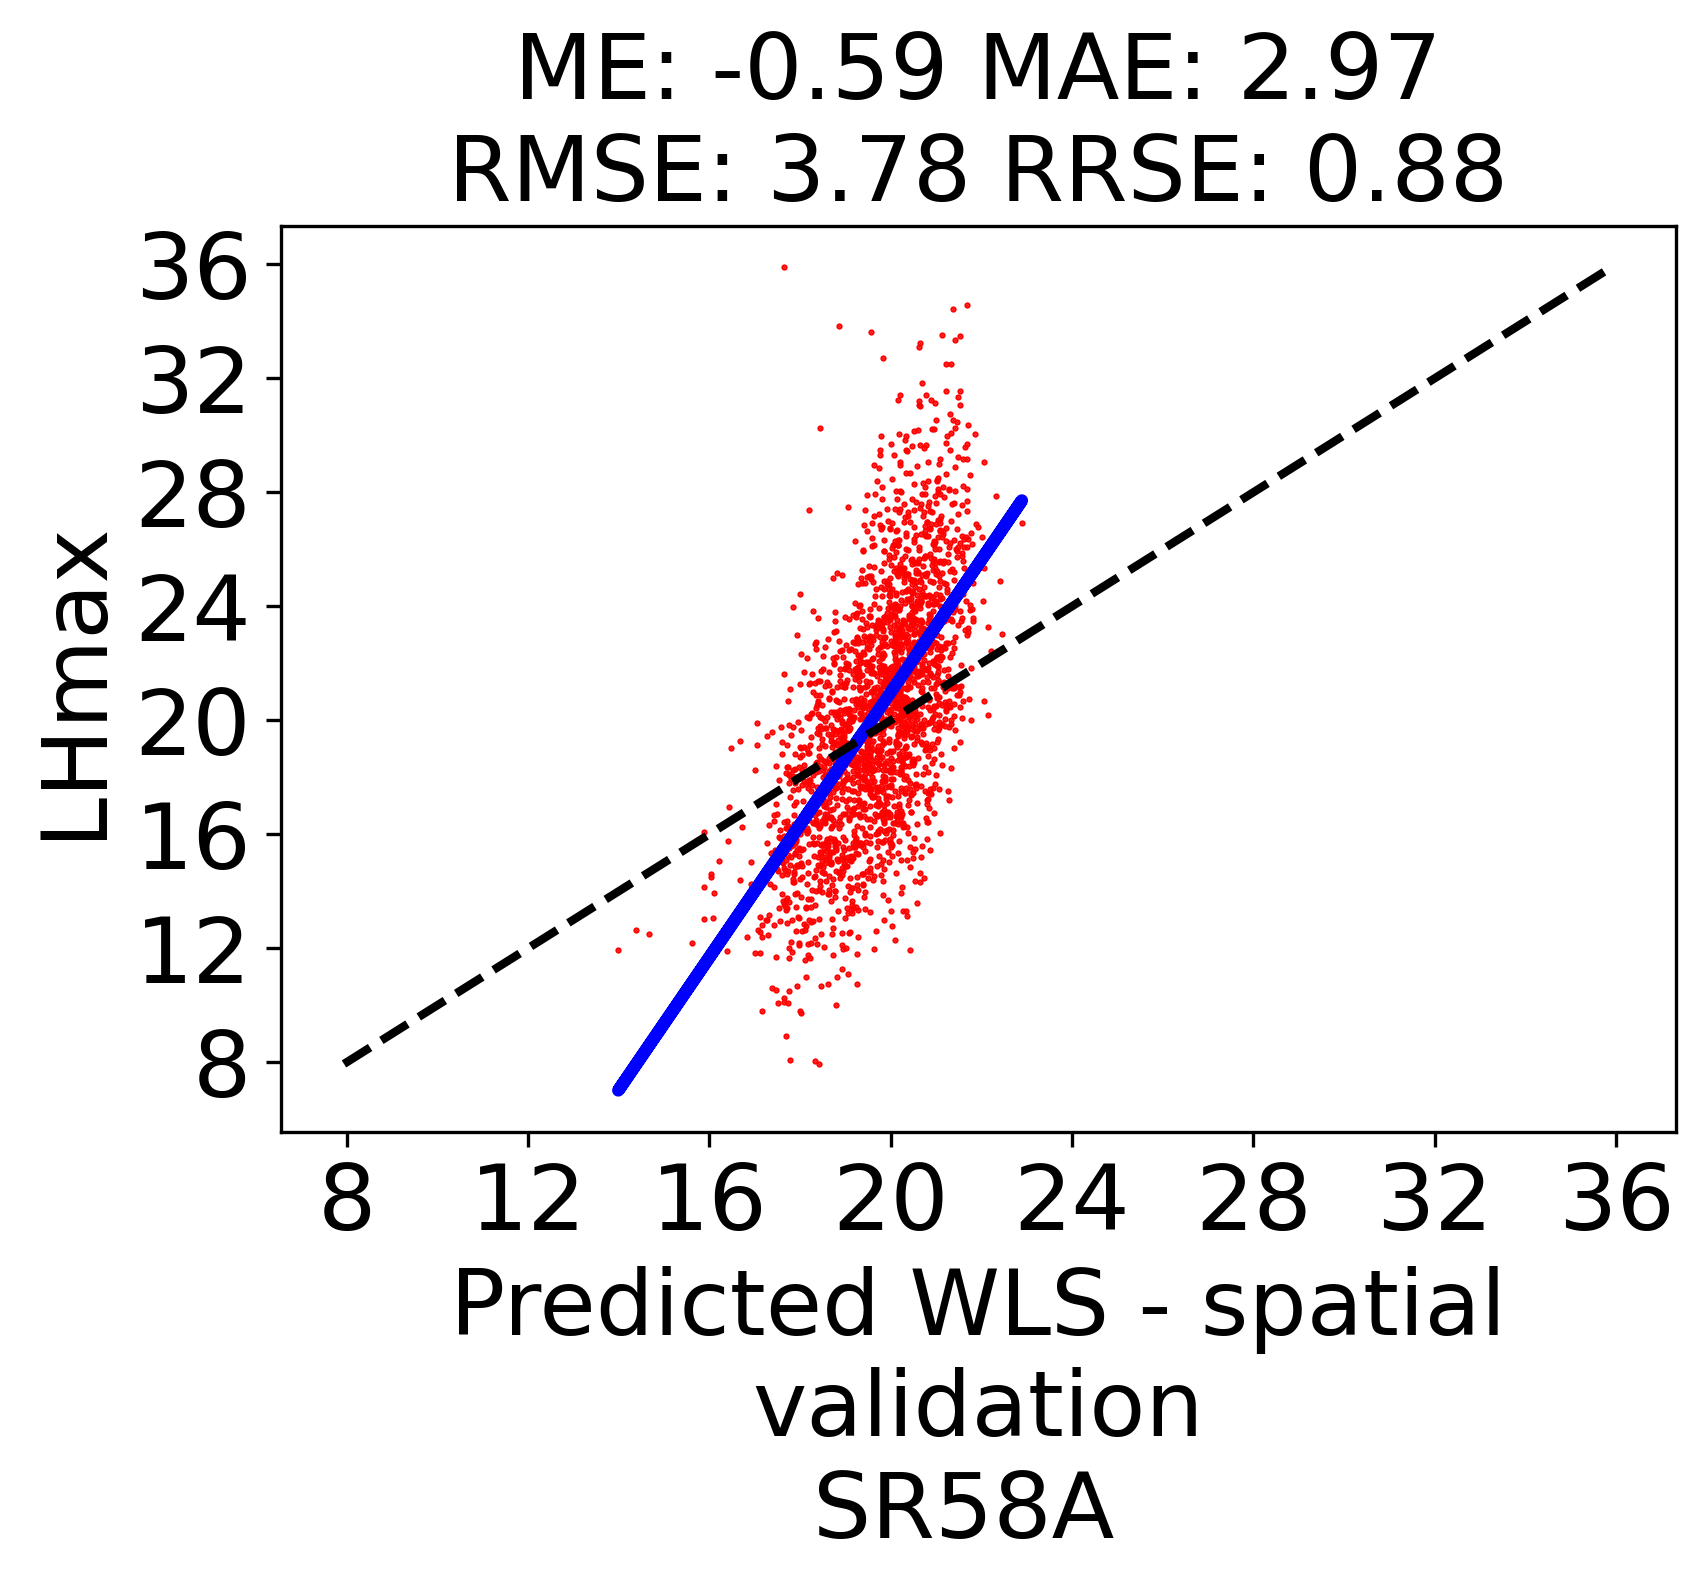 ME: -0.59 MAE: 2.97
RMSE: 3.78 RRSE: 0.88
36
32
28
24
20
16
12
8
LHmax
8 12 16 20 24 28 32 36
Predicted WLS - spatial
validation
SR58A